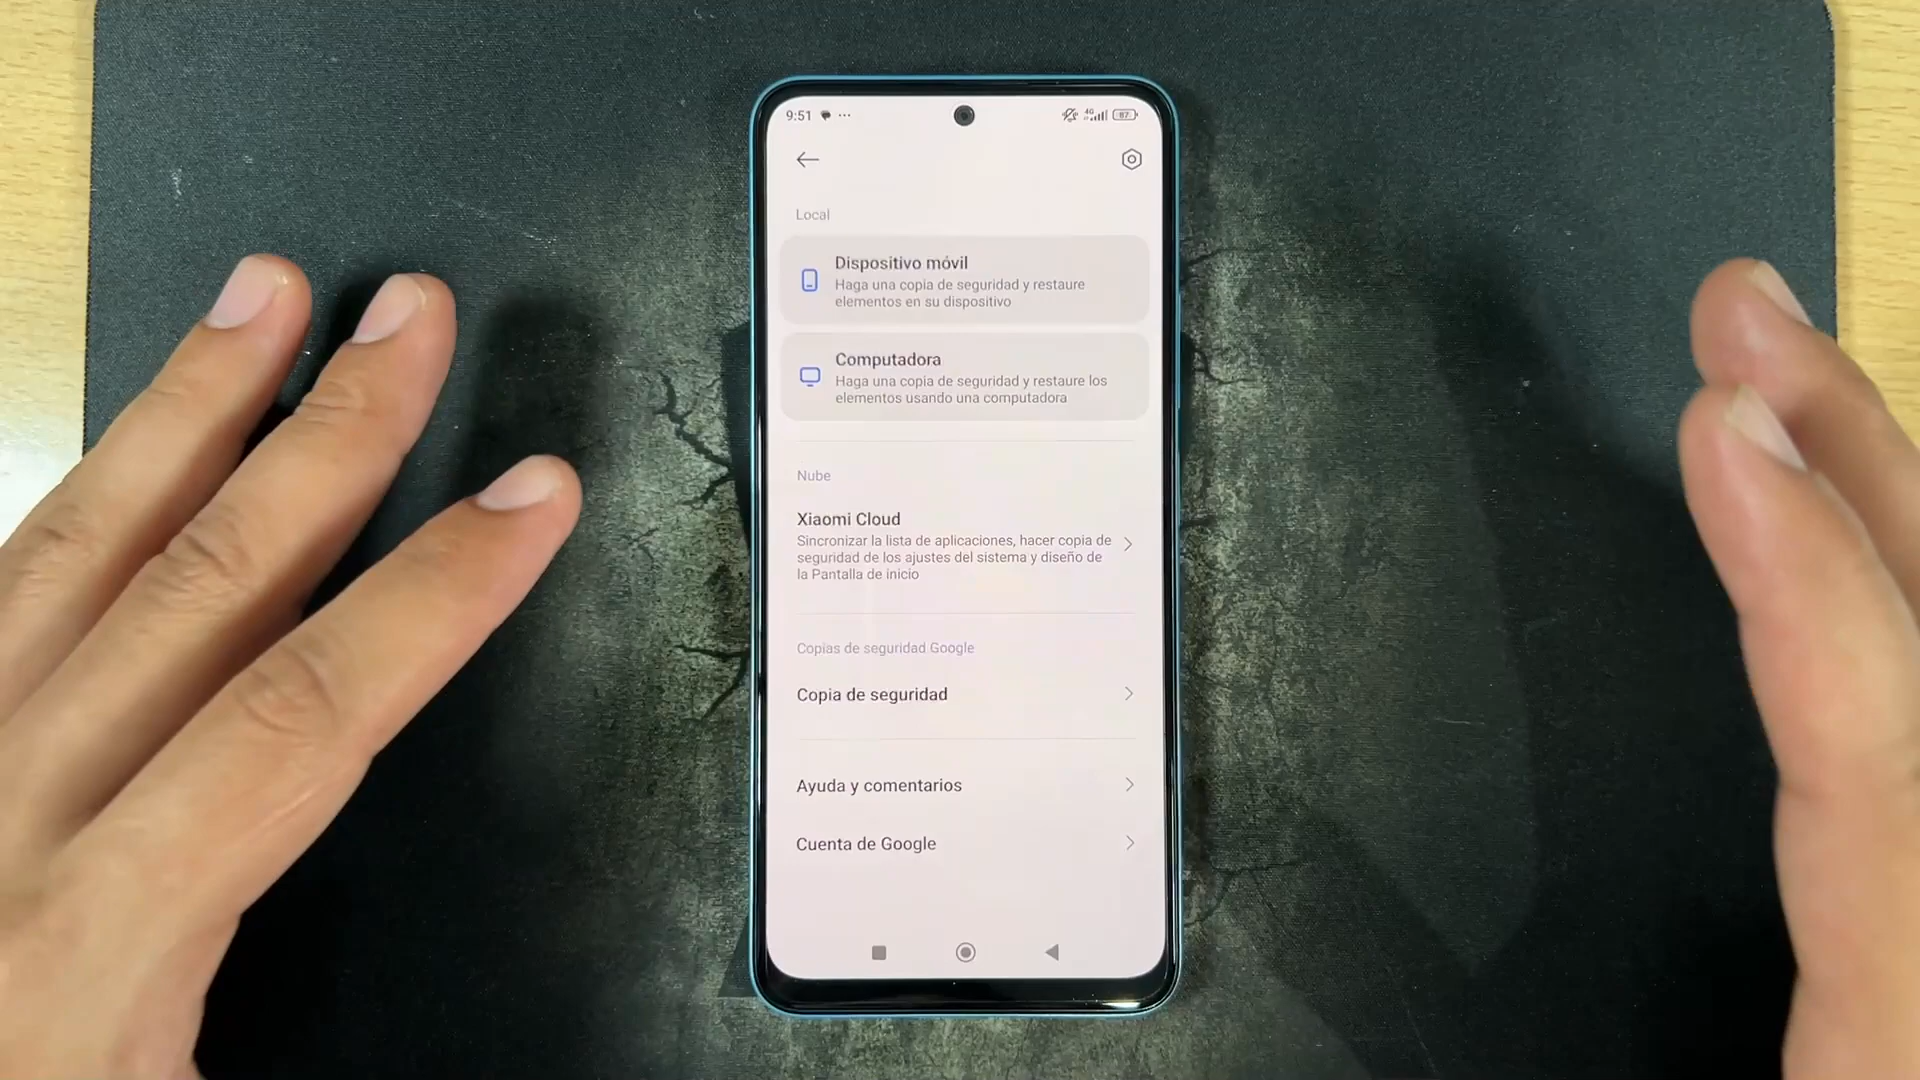 9:51
4G
87
Local
Dispositivo móvil
Haga una copia de seguridad y restaure
elementos en su dispositivo
Computadora
Haga una copia de seguridad y restaure los
elementos usando una computadora
Nube
Xiaomi Cloud
Sincronizar la lista de aplicaciones, hacer copia de
seguridad de los ajustes del sistema y diseño de
la Pantalla de inicio
Copias de seguridad Google
Copia de seguridad
Ayuda y comentarios
Cuenta de Google